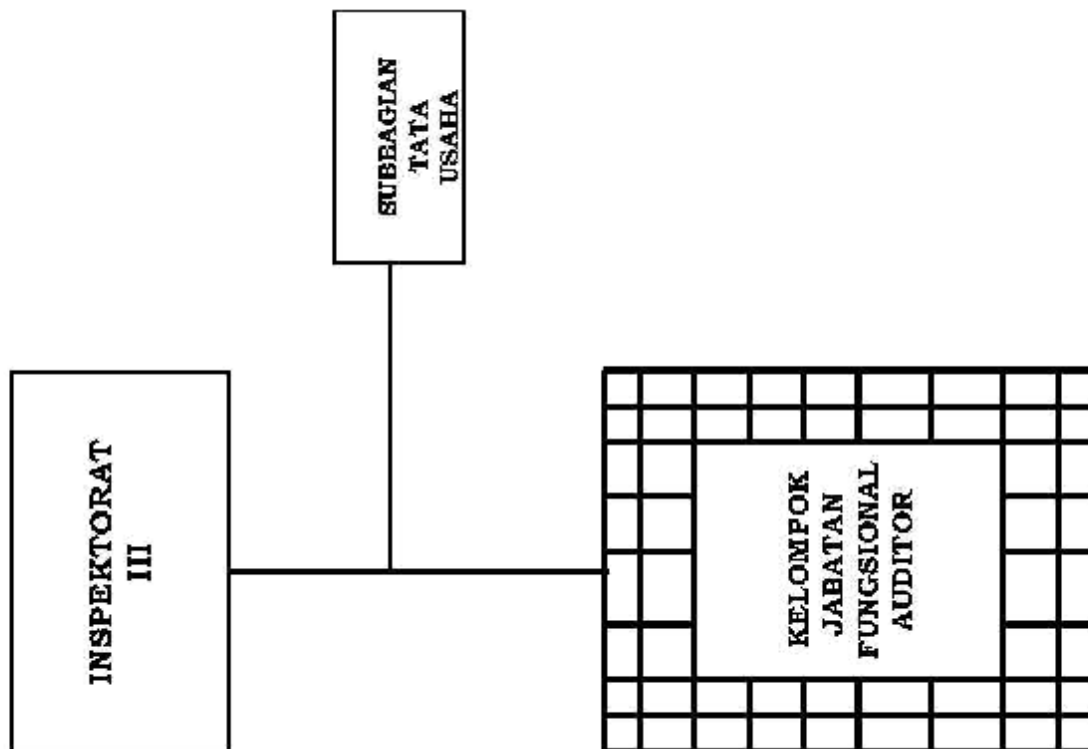 INSPEKTORAT
III
SUBBAGIAN
TATA
USAHA
KELOMPOK
JABATAN
FUNGSIONAL
AUDITOR